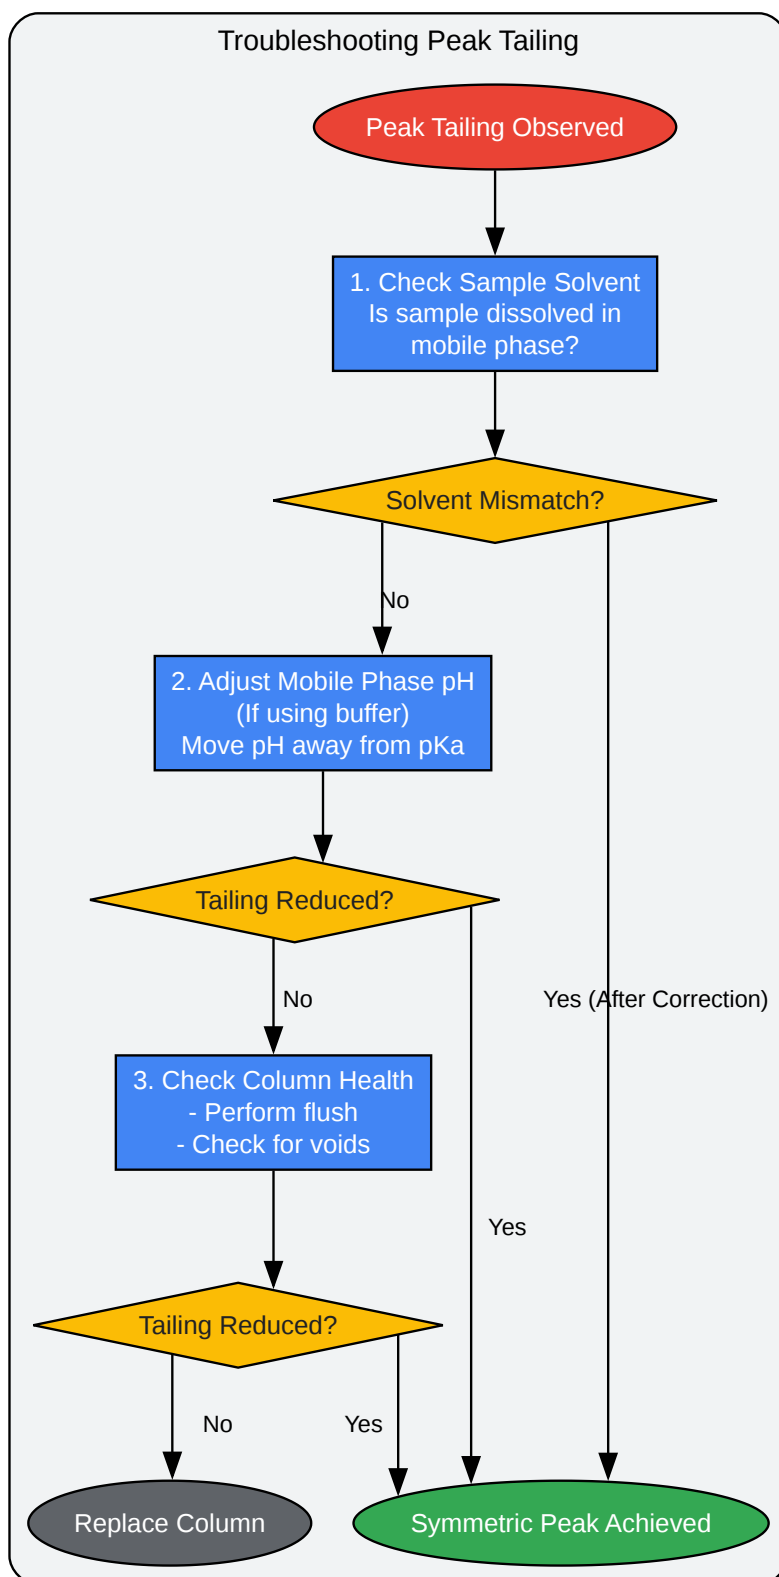 Troubleshooting Peak Tailing
Peak Tailing Observed
1. Check Sample Solvent
Is sample dissolved in
mobile phase?
Solvent Mismatch?
No
2. Adjust Mobile Phase pH
(If using buffer)
Move pH away from pKa
Tailing Reduced?
No
Yes (After Correction)
3. Check Column Health
- Perform flush
- Check for voids
Yes
Tailing Reduced?
No
Yes
Replace Column
Symmetric Peak Achieved